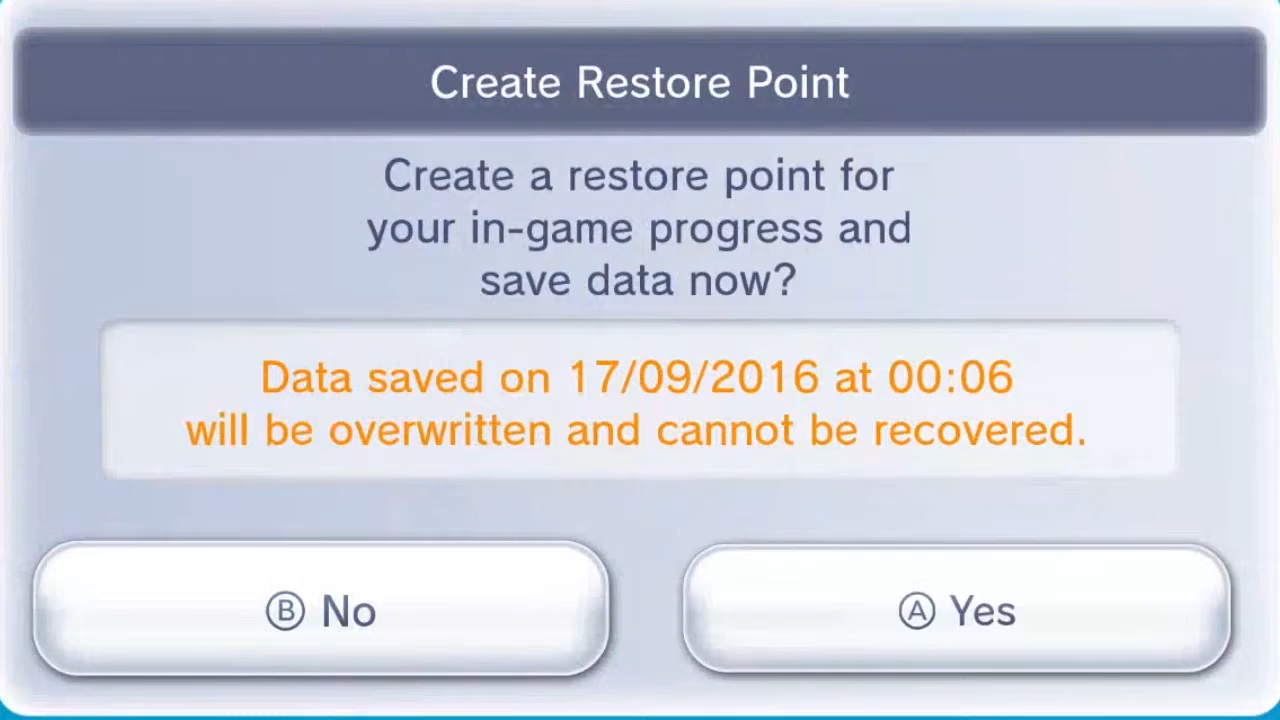 Create Restore Point
Create a restore point for
your in-game progress and
save data now?
Data saved on 17/09/2016 at 00:06
will be overwritten and cannot be recovered.
Ⓑ No
Ⓐ Yes